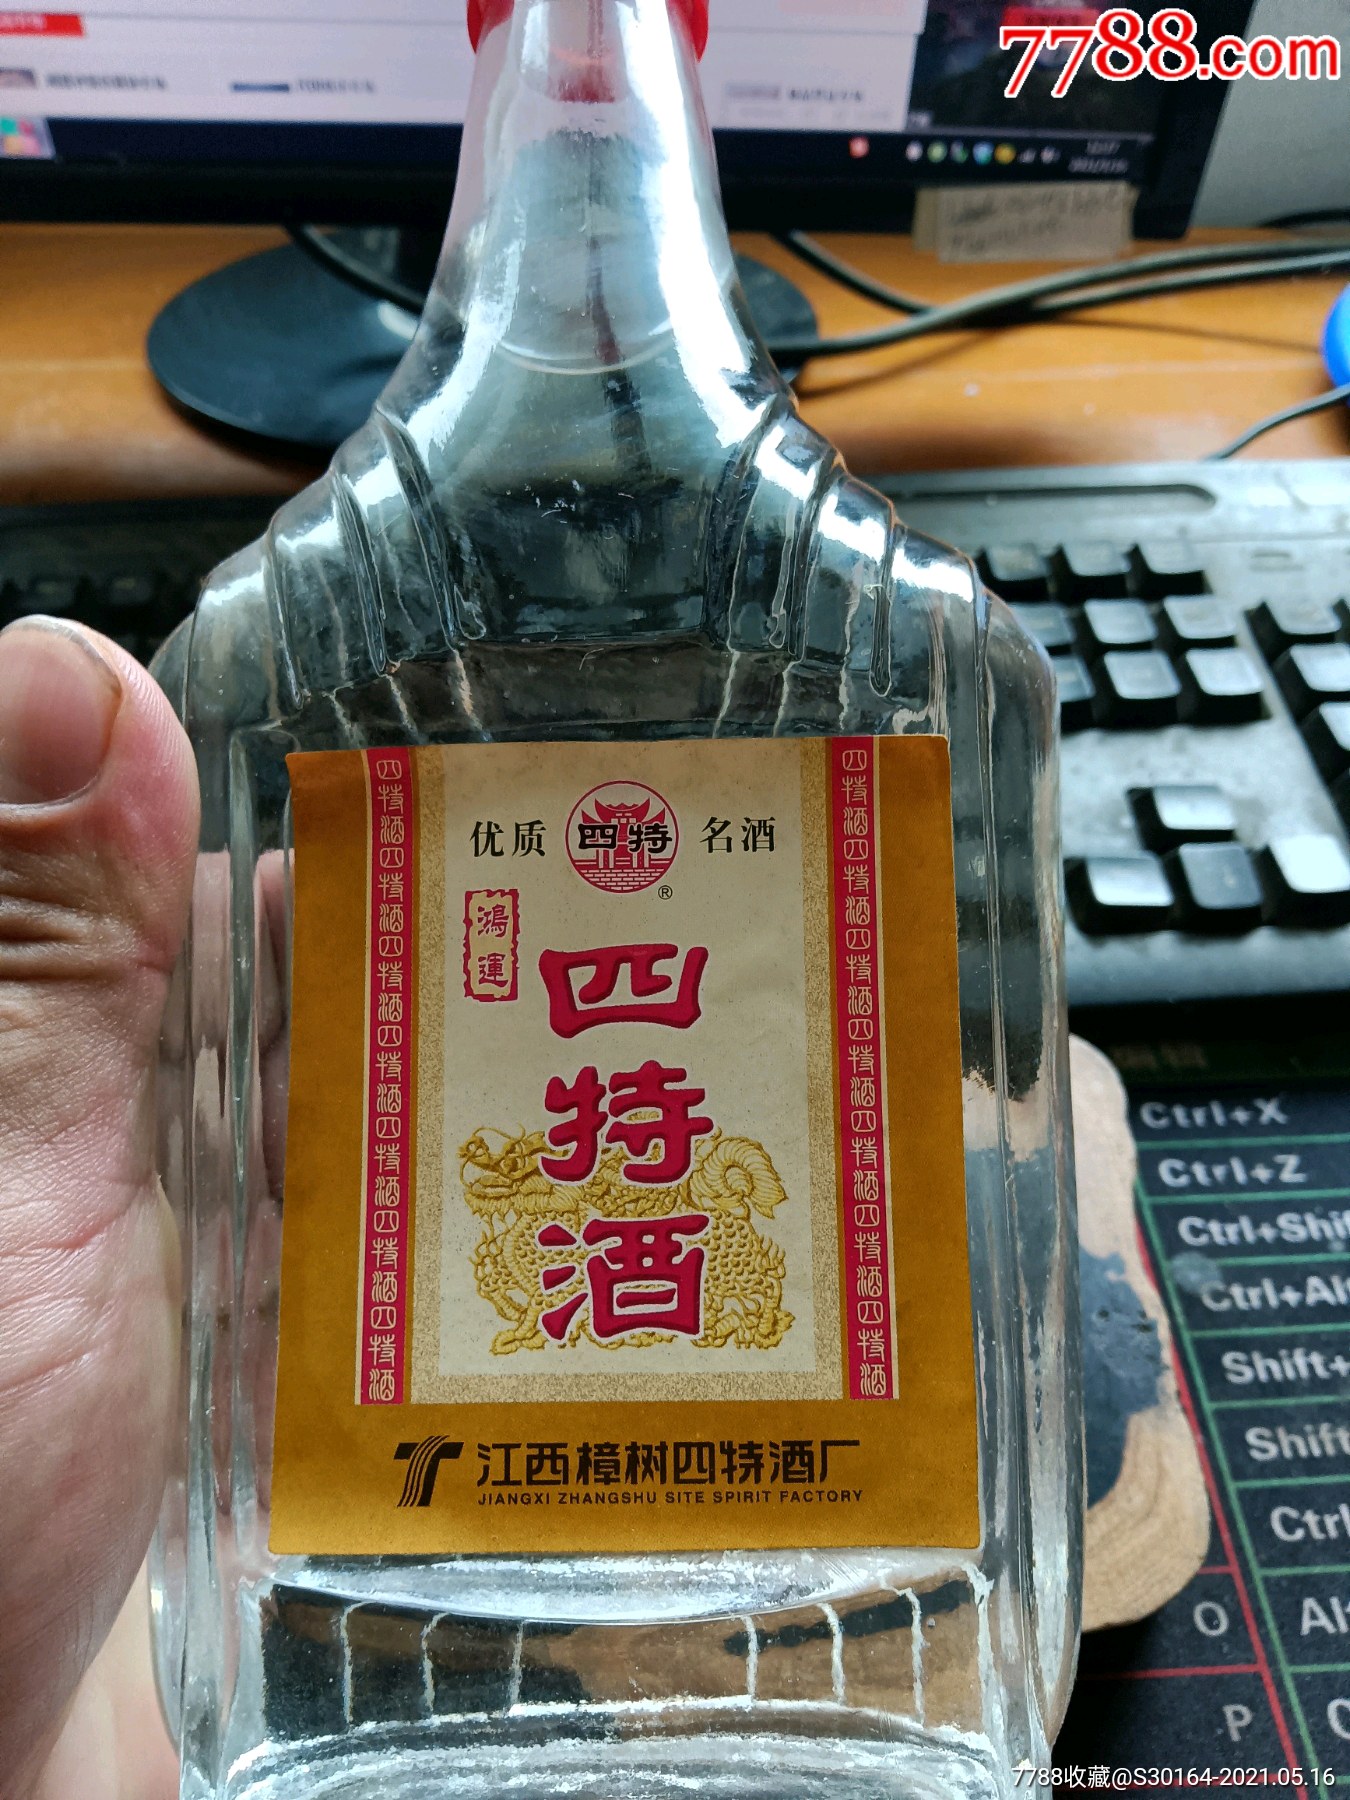 7788.com
优质 四特 名酒
®
鸿運
四特酒
四特酒四特酒四特酒四特酒四特酒四特酒四特酒
四特酒四特酒四特酒四特酒四特酒四特酒四特酒
江西樟树四特酒厂
JIANGXI ZHANGSHU SITE SPIRIT FACTORY
Ctrl+X
Ctrl+Z
Ctrl+Shif
Ctrl+Alt
Shift+
Shift
Ctrl
O Alt
P C
7788收藏@S30164-2021.05.16